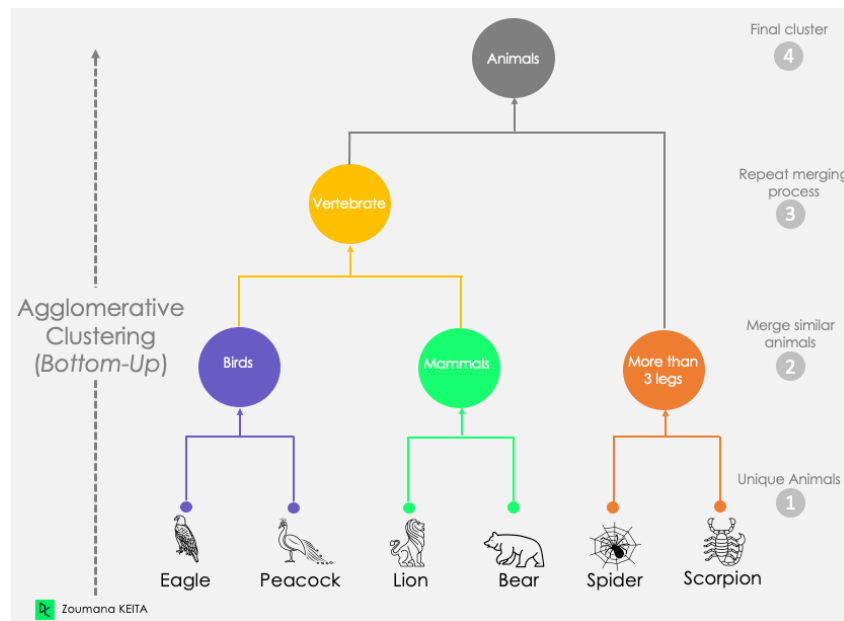 Final cluster
4
Animals
Repeat merging
process
3
Vertebrate
Agglomerative
Clustering
(Bottom-Up)
Merge similar
animals
2
Birds
Mammals
More than
3 legs
Unique Animals
1
Eagle
Peacock
Lion
Bear
Spider
Scorpion
DC
Zoumana KEITA